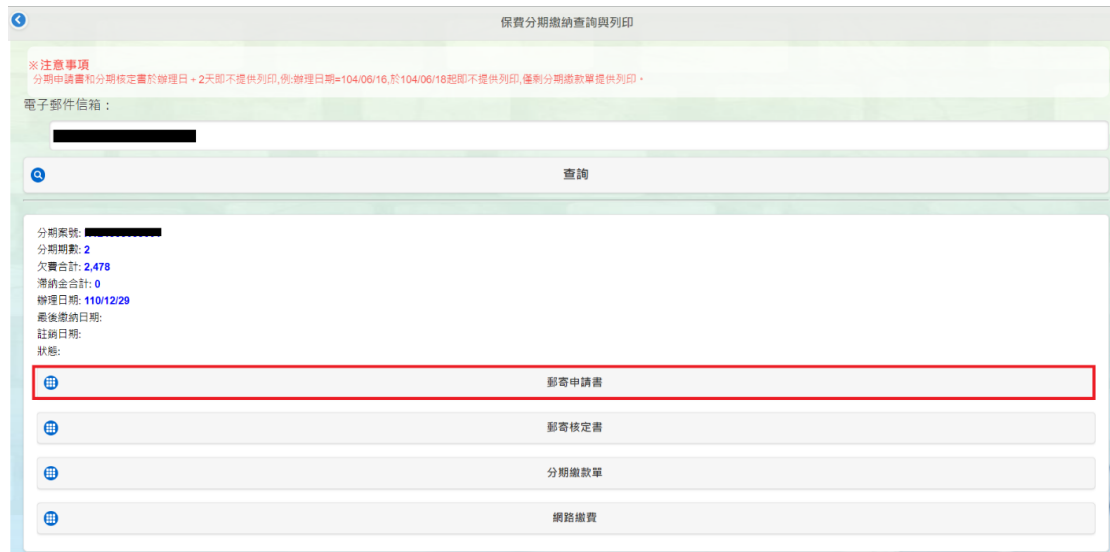 保費分期繳納查詢與列印
※注意事項
分期申請書和分期核定書於辦理日+2天即不提供列印,例:辦理日期=104/06/16,於104/06/18起即不提供列印,僅剩分期繳款單提供列印。
電子郵件信箱：
查詢
分期案號:
分期期數: 2
欠費合計: 2,478
滯納金合計: 0
辦理日期: 110/12/29
最後繳納日期:
註銷日期:
狀態:
郵寄申請書
郵寄核定書
分期繳款單
網路繳費